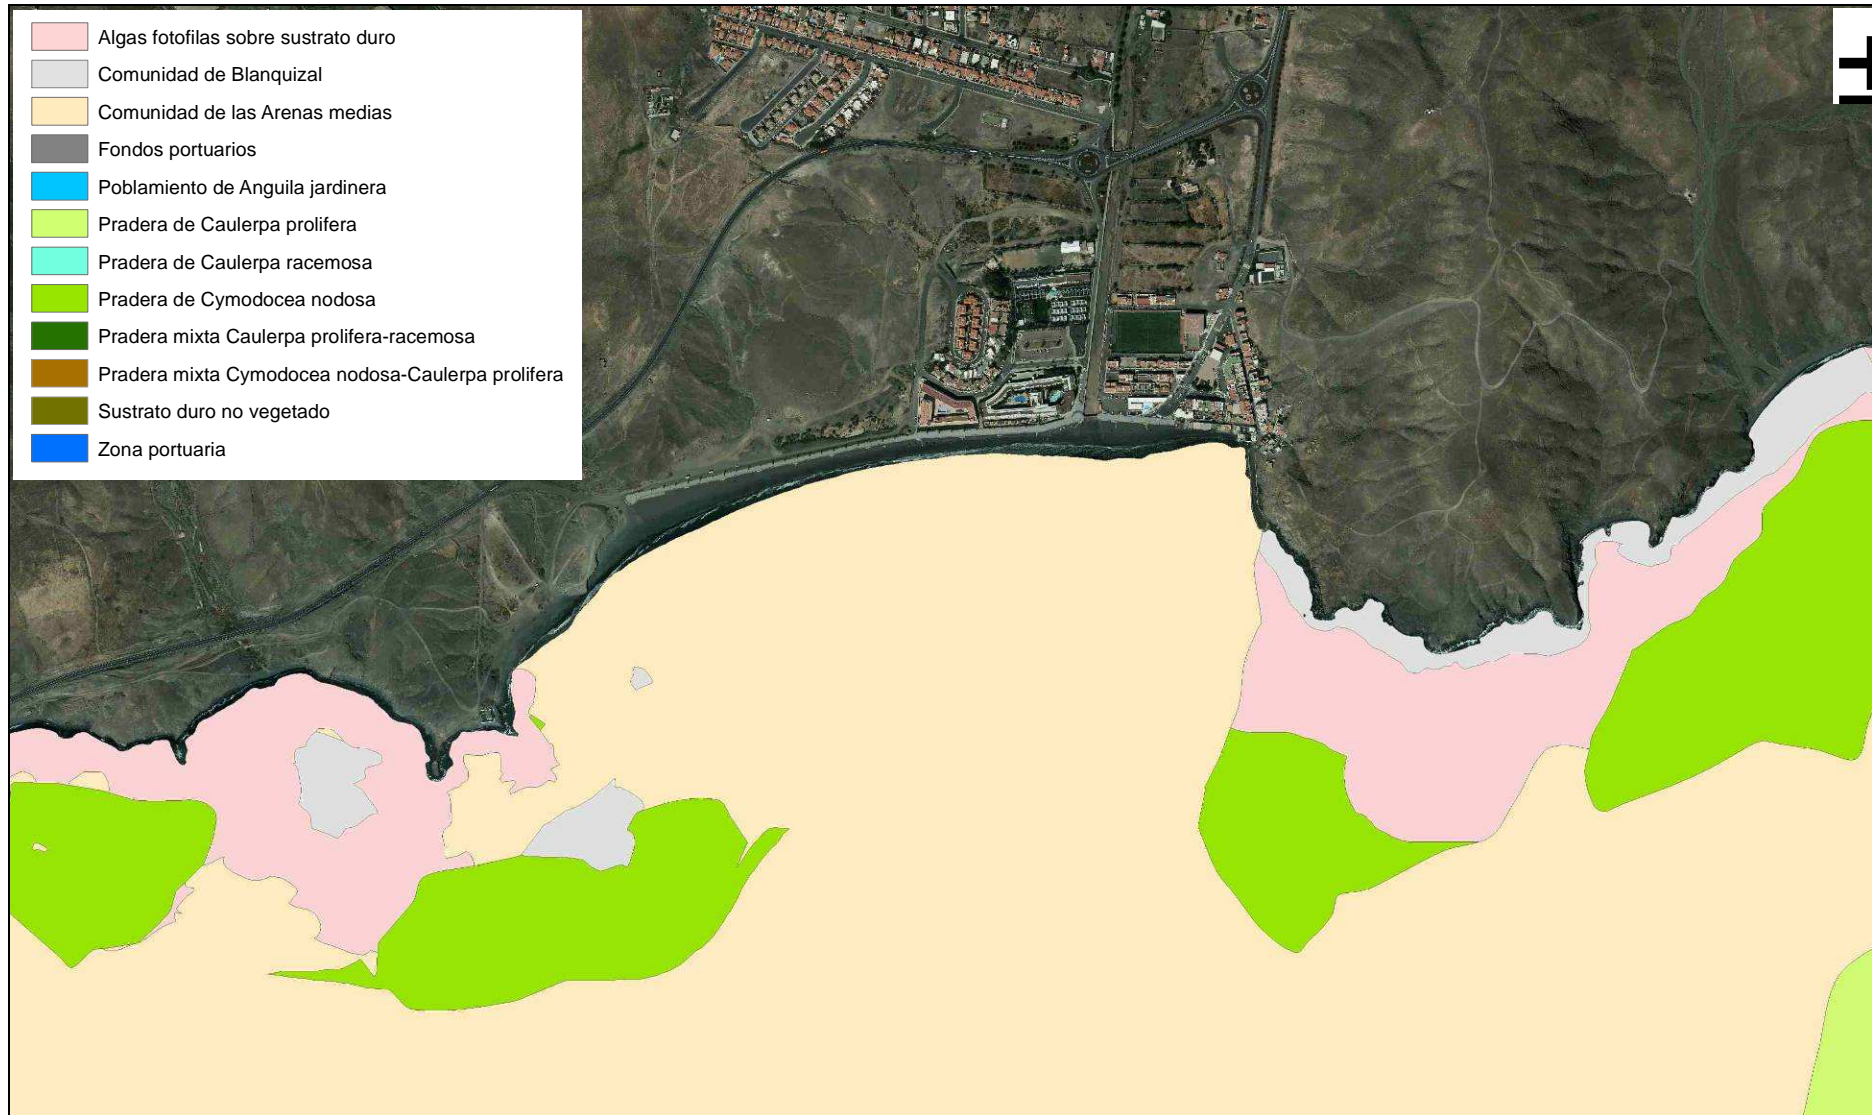 Algas fotofilas sobre sustrato duro
Comunidad de Blanquizal
Comunidad de las Arenas medias
Fondos portuarios
Poblamiento de Anguila jardinera
Pradera de Caulerpa prolifera
Pradera de Caulerpa racemosa
Pradera de Cymodocea nodosa
Pradera mixta Caulerpa prolifera-racemosa
Pradera mixta Cymodocea nodosa-Caulerpa prolifera
Sustrato duro no vegetado
Zona portuaria